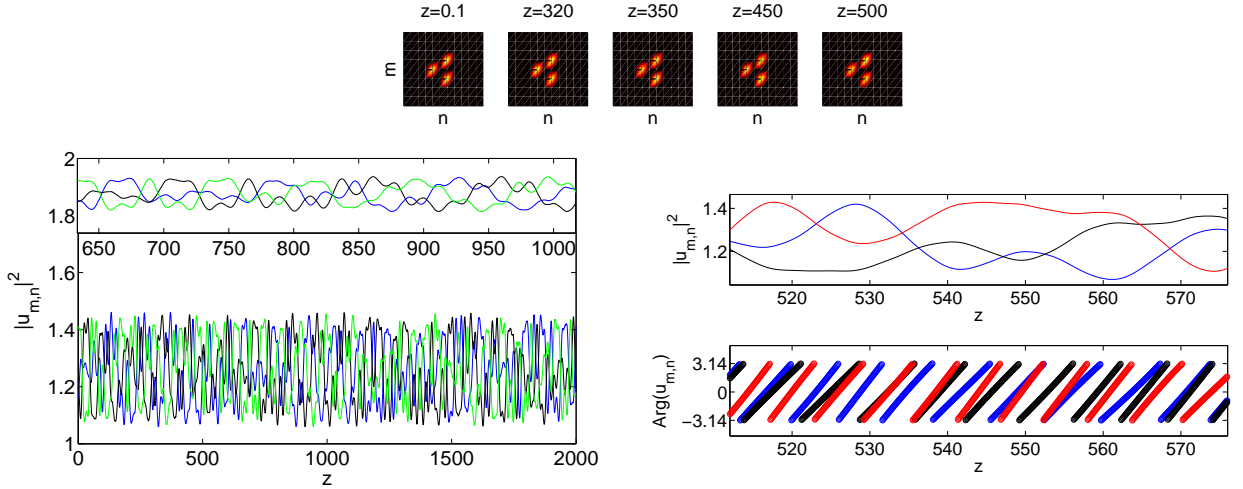 z=0.1 z=320 z=350 z=450 z=500
m
n n n n n
2
1.8
650 700 750 800 850 900 950 1000
1.6
1.4
1.2
1
|u_{m,n}|^2
0 500 1000 1500 2000
z
1.4
1.2
|u_{m,n}|^2
520 530 540 550 560 570
z
3.14
0
−3.14
Arg(u_{m,n})
520 530 540 550 560 570
z